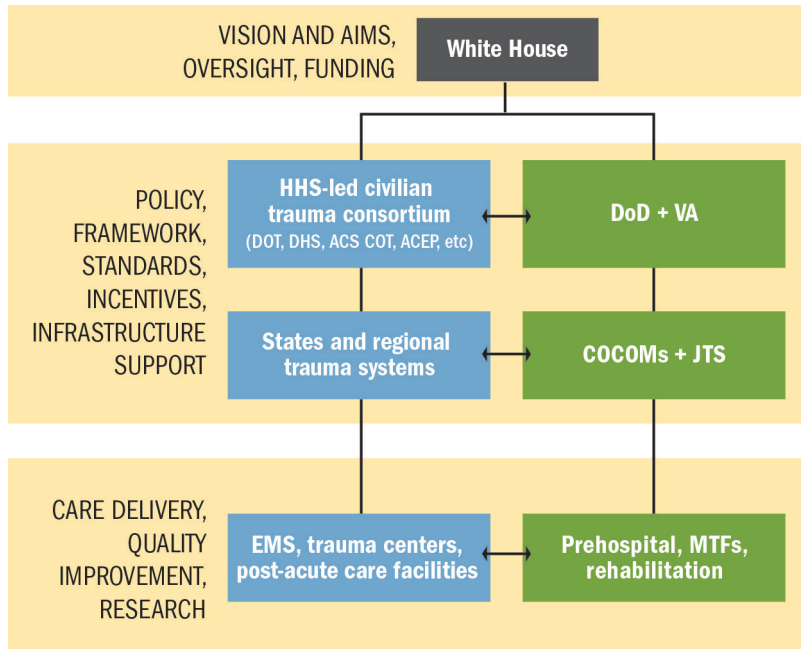 VISION AND AIMS,
OVERSIGHT, FUNDING
White House
POLICY,
FRAMEWORK,
STANDARDS,
INCENTIVES,
INFRASTRUCTURE
SUPPORT
HHS-led civilian
trauma consortium
(DOT, DHS, ACS COT, ACEP, etc)
DoD + VA
States and regional
trauma systems
COCOMs + JTS
CARE DELIVERY,
QUALITY
IMPROVEMENT,
RESEARCH
EMS, trauma centers,
post-acute care facilities
Prehospital, MTFs,
rehabilitation